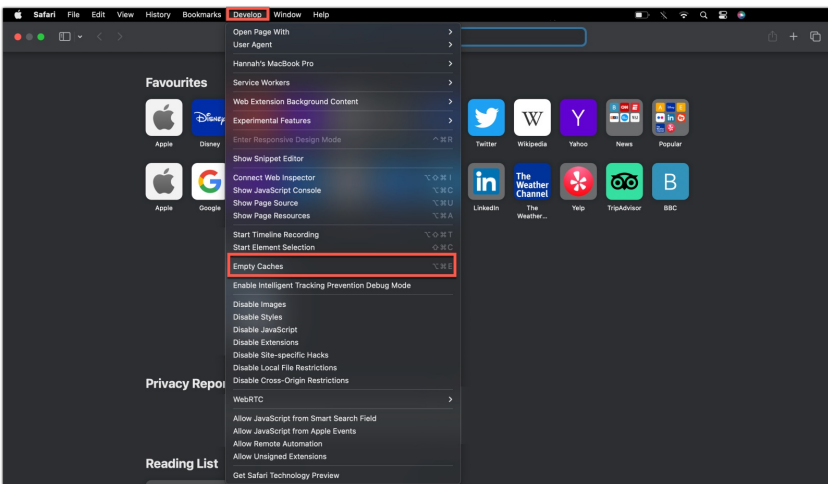 Safari File Edit View History Bookmarks Develop Window Help
Open Page With
User Agent
Hannah's MacBook Pro
Service Workers
Web Extension Background Content
Experimental Features
Enter Responsive Design Mode ⌃⌘R
Show Snippet Editor
Connect Web Inspector ⌥⇧⌘I
Show JavaScript Console ⌥⌘C
Show Page Source ⌥⌘U
Show Page Resources ⌥⌘A
Start Timeline Recording ⌥⇧⌘T
Start Element Selection ⇧⌘C
Empty Caches ⌥⌘E
Enable Intelligent Tracking Prevention Debug Mode
Disable Images
Disable Styles
Disable JavaScript
Disable Extensions
Disable Site-specific Hacks
Disable Local File Restrictions
Disable Cross-Origin Restrictions
WebRTC
Allow JavaScript from Smart Search Field
Allow JavaScript from Apple Events
Allow Remote Automation
Allow Unsigned Extensions
Get Safari Technology Preview
Favourites
Disney
W
Y
Apple Disney Twitter Wikipedia Yahoo News Popular
G
in
The
Weather
Channel
B
Apple Google LinkedIn The Yelp TripAdvisor BBC
Weather...
Privacy Repor
Reading List